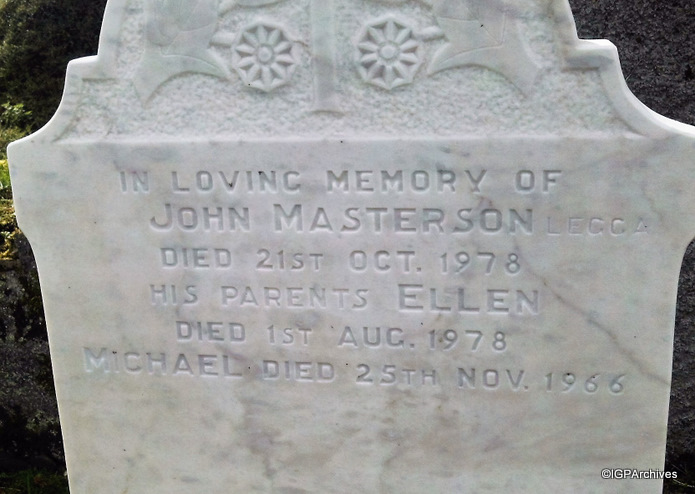 IN LOVING MEMORY OF
JOHN MASTERSON LEGGA
DIED 21ST OCT. 1978
HIS PARENTS ELLEN
DIED 1ST AUG. 1978
MICHAEL DIED 25TH NOV. 1966
©IGPArchives